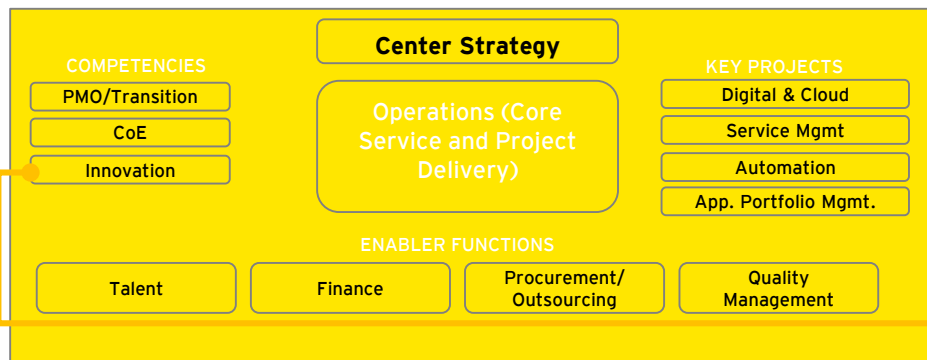 Center Strategy
COMPETENCIES
PMO/Transition
CoE
Innovation
Operations (Core
Service and Project
Delivery)
KEY PROJECTS
Digital & Cloud
Service Mgmt
Automation
App. Portfolio Mgmt.
ENABLER FUNCTIONS
Talent
Finance
Procurement/
Outsourcing
Quality
Management